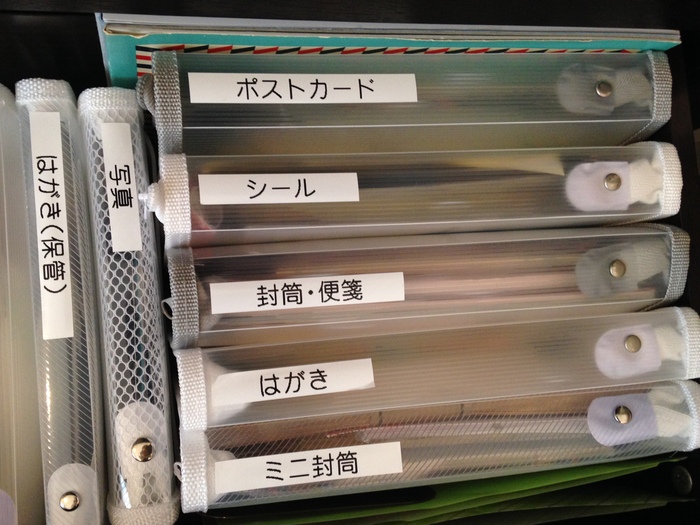 ポストカード
シール
封筒・便箋
はがき
ミニ封筒
写真
はがき(保管)